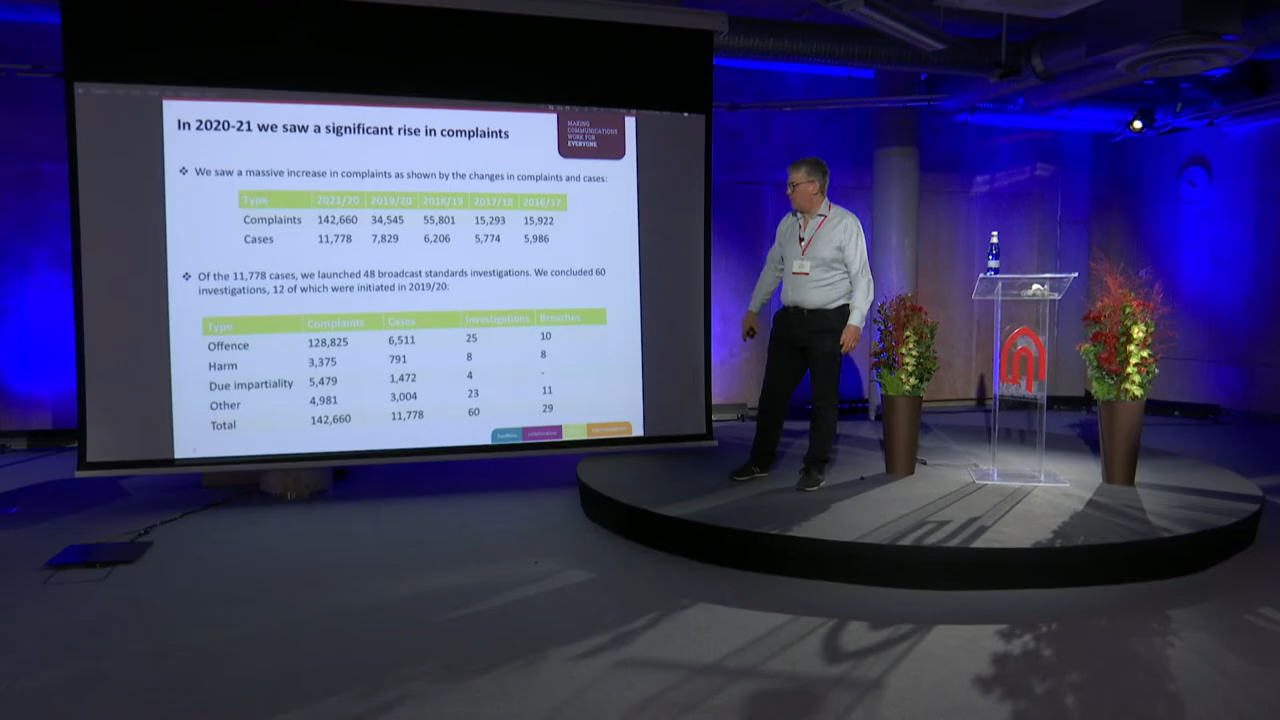 In 2020-21 we saw a significant rise in complaints
MAKING
COMMUNICATIONS
WORK FOR
EVERYONE
❖ We saw a massive increase in complaints as shown by the changes in complaints and cases:
Type 2021/20 2019/20 2018/19 2017/18 2016/17
Complaints 142,660 34,545 55,801 15,293 15,922
Cases 11,778 7,829 6,206 5,774 5,986
❖ Of the 11,778 cases, we launched 48 broadcast standards investigations. We concluded 60
investigations, 12 of which were initiated in 2019/20:
Type Complaints Cases Investigations Breaches
Offence 128,825 6,511 25 10
Harm 3,375 791 8 8
Due impartiality 5,479 1,472 4 -
Other 4,981 3,004 23 11
Total 142,660 11,778 60 29